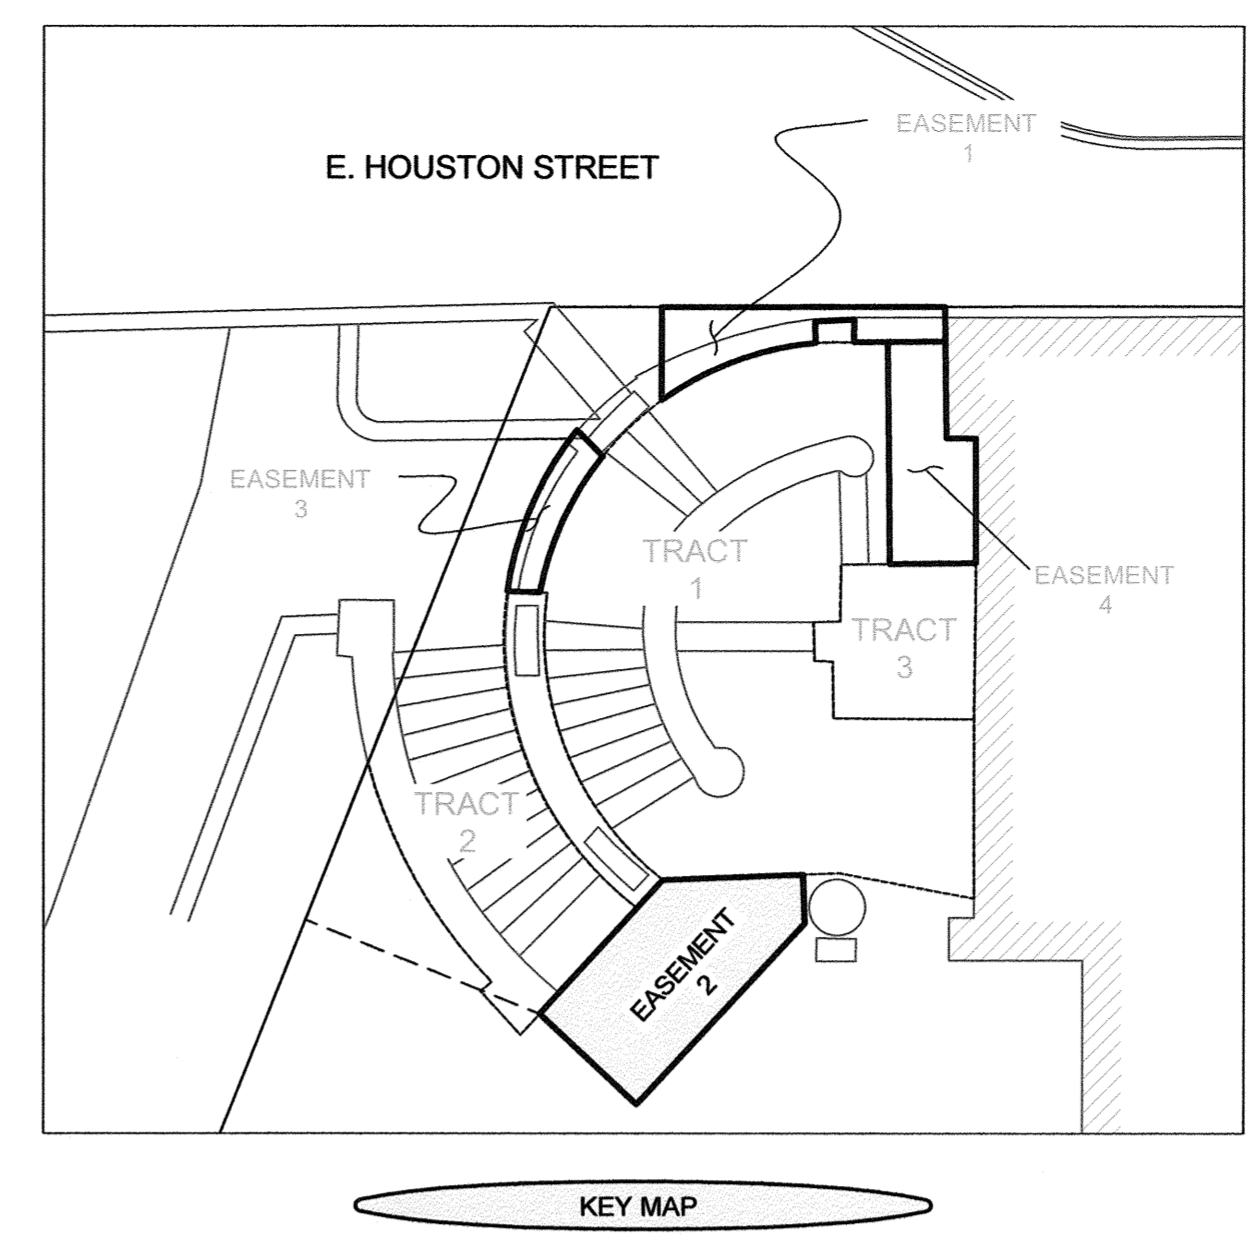 EASEMENT
1
E. HOUSTON STREET
EASEMENT
3
TRACT
1
EASEMENT
4
TRACT
3
TRACT
2
EASEMENT
2
KEY MAP